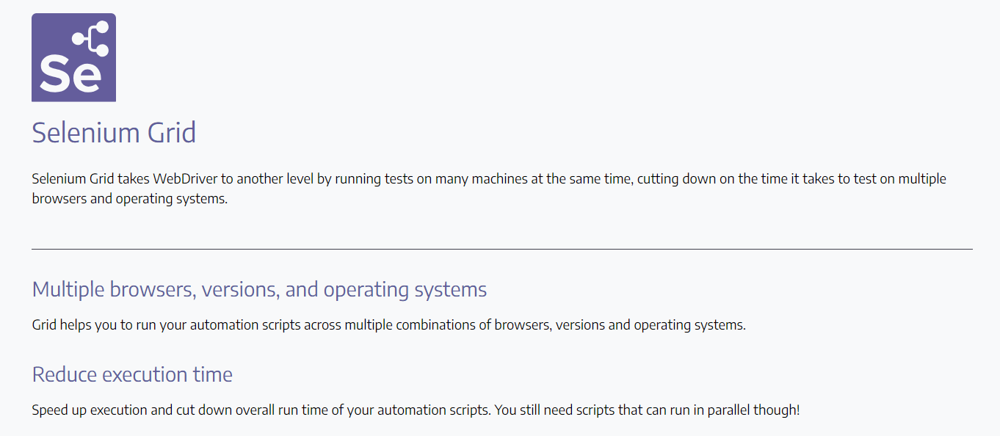 Se
Selenium Grid
Selenium Grid takes WebDriver to another level by running tests on many machines at the same time, cutting down on the time it takes to test on multiple
browsers and operating systems.
Multiple browsers, versions, and operating systems
Grid helps you to run your automation scripts across multiple combinations of browsers, versions and operating systems.
Reduce execution time
Speed up execution and cut down overall run time of your automation scripts. You still need scripts that can run in parallel though!